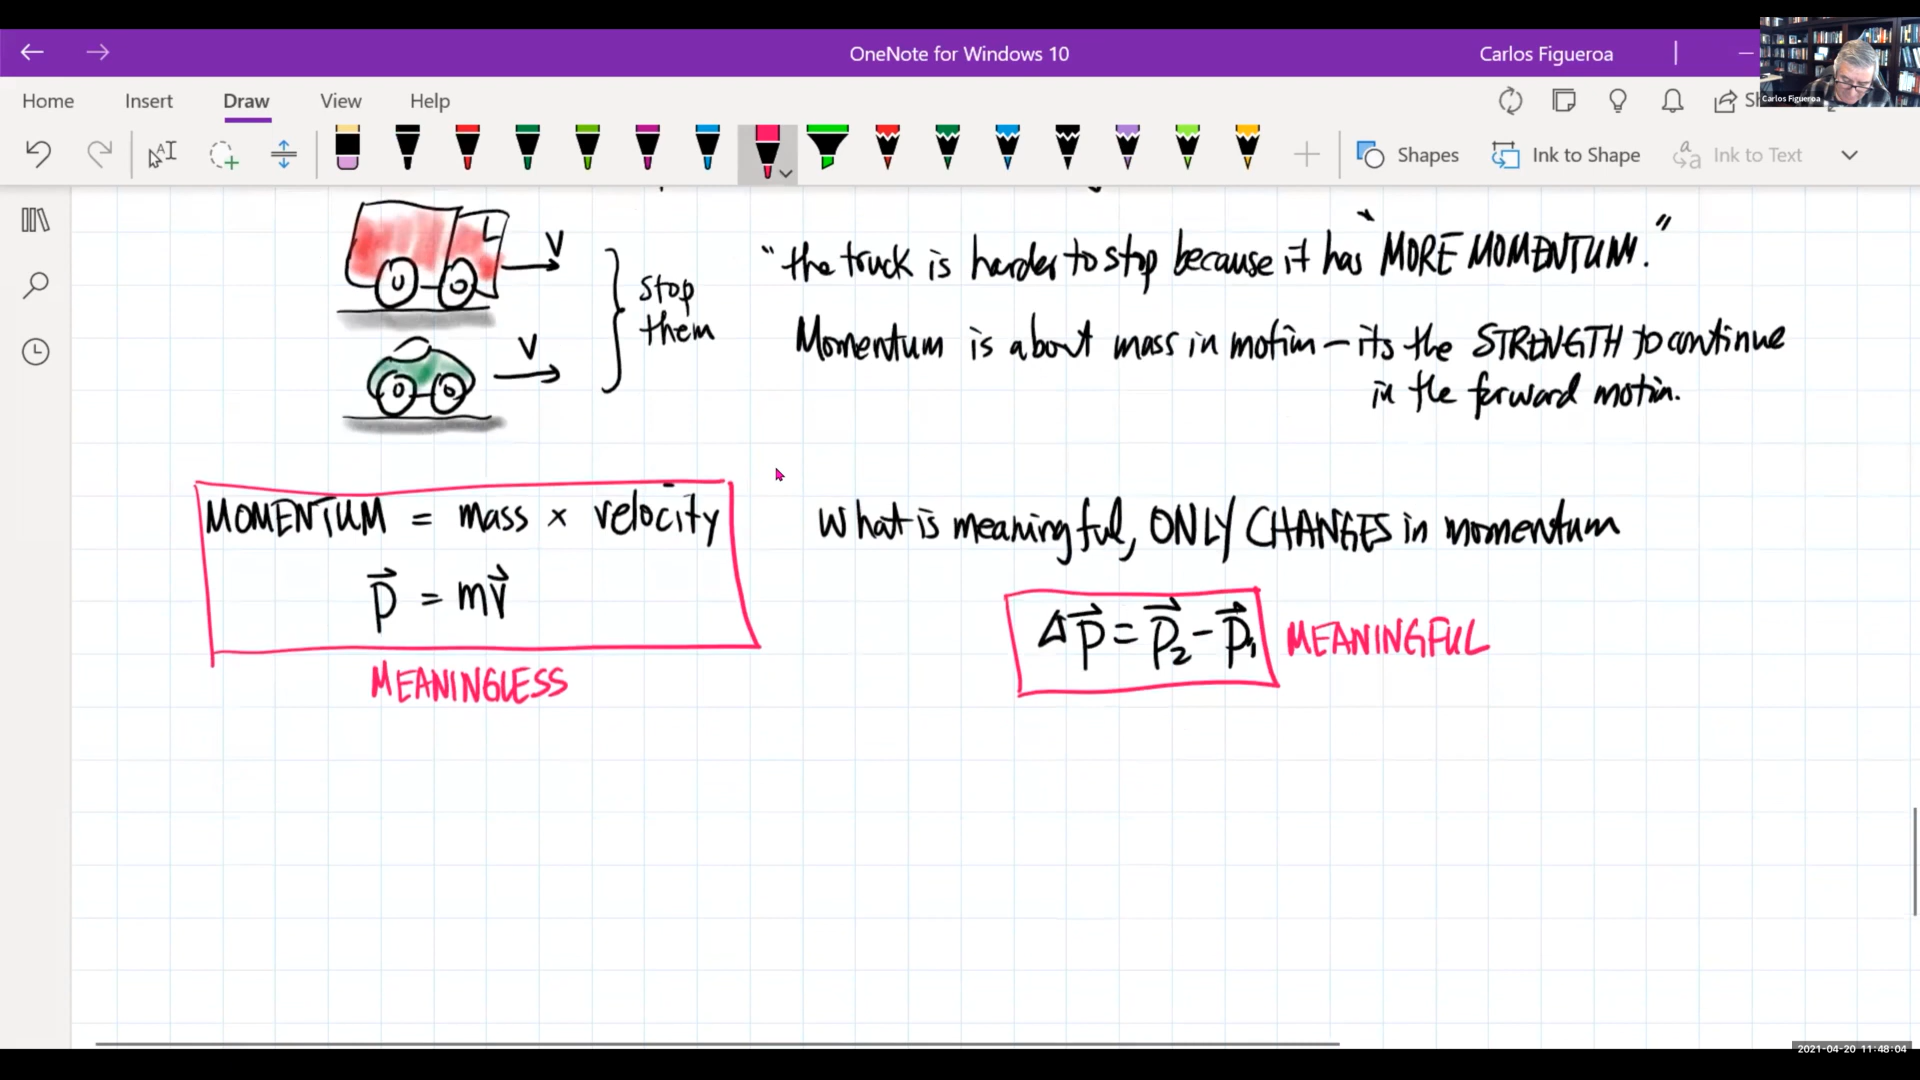 OneNote for Windows 10
Carlos Figueroa
Carlos Figueroa
Home Insert Draw View Help
Shapes Ink to Shape Ink to Text
L
V
V
stop
them
"the truck is harder to stop because it has "MORE MOMENTUM."
Momentum is about mass in motion – its the STRENGTH to continue
in the forward motion.
MOMENTUM = mass × velocity
p⃗ = mv⃗
MEANINGLESS
What is meaningful, ONLY CHANGES in momentum
Δp⃗ = p⃗₂ − p⃗₁
MEANINGFUL
2021-04-20 11:48:04